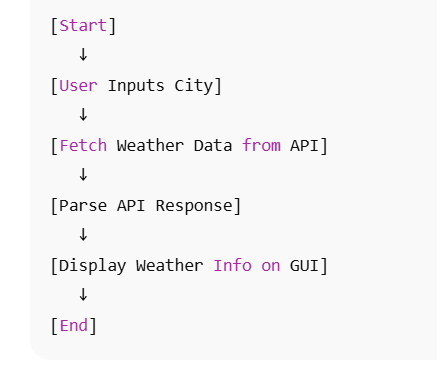 [Start]
↓
[User Inputs City]
↓
[Fetch Weather Data from API]
↓
[Parse API Response]
↓
[Display Weather Info on GUI]
↓
[End]